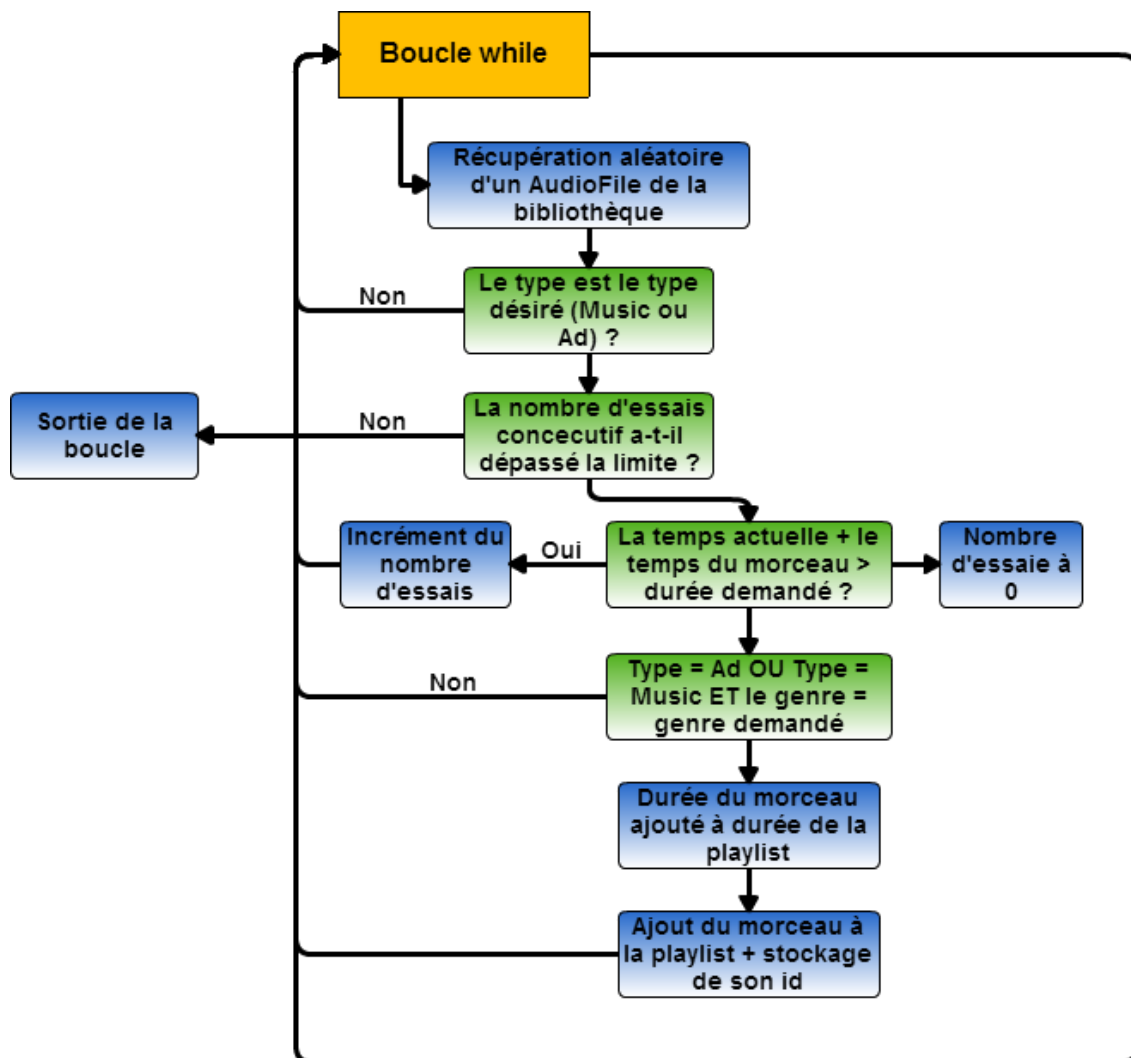 Boucle while
Récupération aléatoire
d'un AudioFile de la
bibliothèque
Le type est le type
désiré (Music ou
Ad) ?
Non
La nombre d'essais
concecutif a-t-il
dépassé la limite ?
Non
Sortie de la
boucle
La temps actuelle + le
temps du morceau >
durée demandé ?
Oui
Incrément du
nombre
d'essais
Nombre
d'essaie à
0
Type = Ad OU Type =
Music ET le genre =
genre demandé
Non
Durée du morceau
ajouté à durée de la
playlist
Ajout du morceau à
la playlist + stockage
de son id